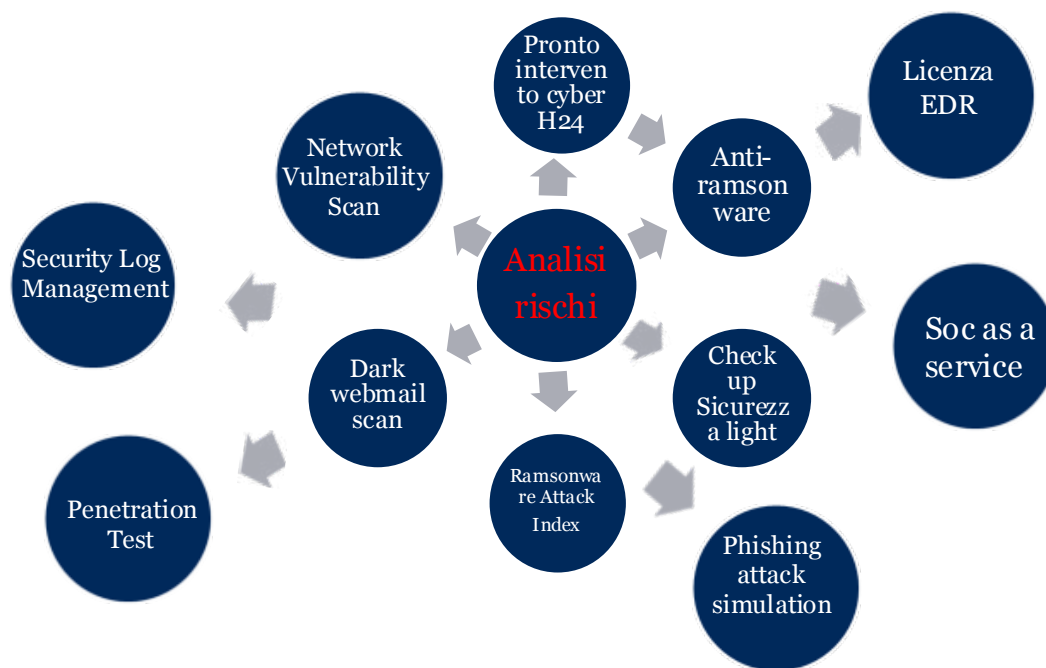 Pronto
interven
to cyber
H24
Licenza
EDR
Network
Vulnerability
Scan
Anti-
ramson
ware
Security Log
Management
Analisi
rischi
Soc as a
service
Dark
webmail
scan
Check
up
Sicurezz
a light
Ramsonwa
re Attack
Index
Penetration
Test
Phishing
attack
simulation